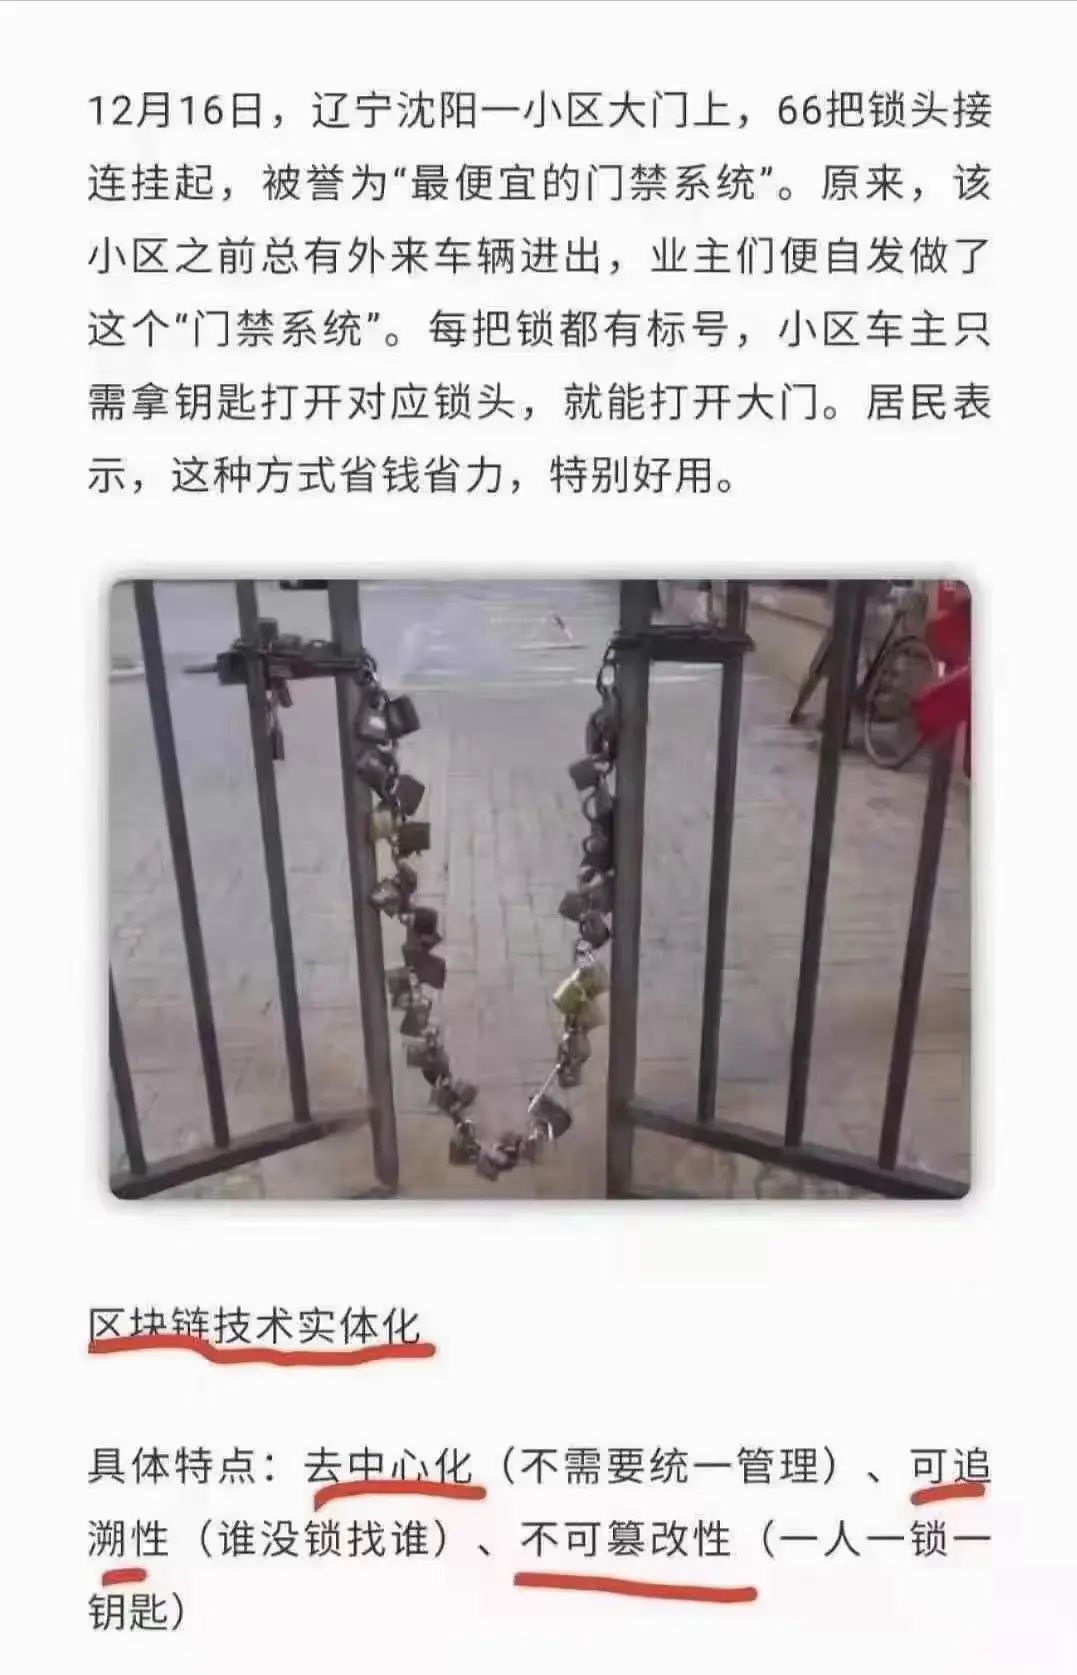 12月16日，辽宁沈阳一小区大门上，66把锁头接
连挂起，被誉为“最便宜的门禁系统”。原来，该
小区之前总有外来车辆进出，业主们便自发做了
这个“门禁系统”。每把锁都有标号，小区车主只
需拿钥匙打开对应锁头，就能打开大门。居民表
示，这种方式省钱省力，特别好用。
区块链技术实体化
具体特点：去中心化（不需要统一管理）、可追
溯性（谁没锁找谁）、不可篡改性（一人一锁一
钥匙）